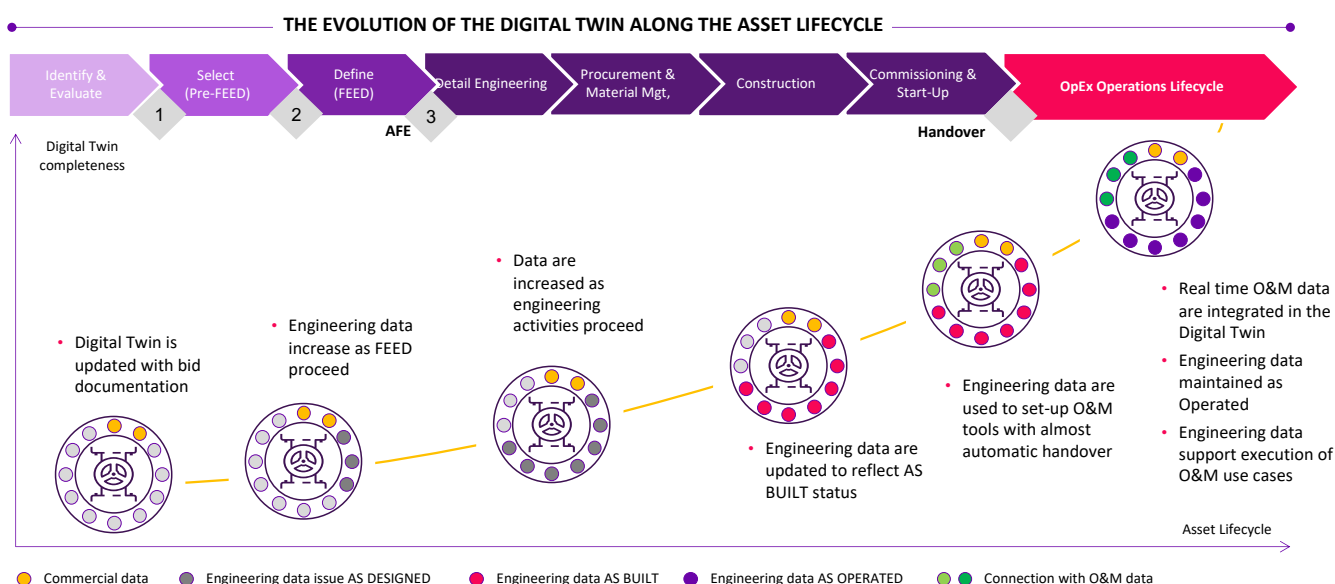 THE EVOLUTION OF THE DIGITAL TWIN ALONG THE ASSET LIFECYCLE
Identify &
Evaluate
Select
(Pre-FEED)
Define
(FEED)
Detail Engineering
Procurement &
Material Mgt,
Construction
Commissioning &
Start-Up
OpEx Operations Lifecycle
1
2
3
AFE
Handover
Digital Twin
completeness
• Digital Twin is
updated with bid
documentation
• Engineering data
increase as FEED
proceed
• Data are
increased as
engineering
activities proceed
• Engineering data are
updated to reflect AS
BUILT status
• Engineering data are
used to set-up O&M
tools with almost
automatic handover
• Real time O&M data
are integrated in the
Digital Twin
• Engineering data
maintained as
Operated
• Engineering data
support execution of
O&M use cases
Asset Lifecycle
Commercial data
Engineering data issue AS DESIGNED
Engineering data AS BUILT
Engineering data AS OPERATED
Connection with O&M data